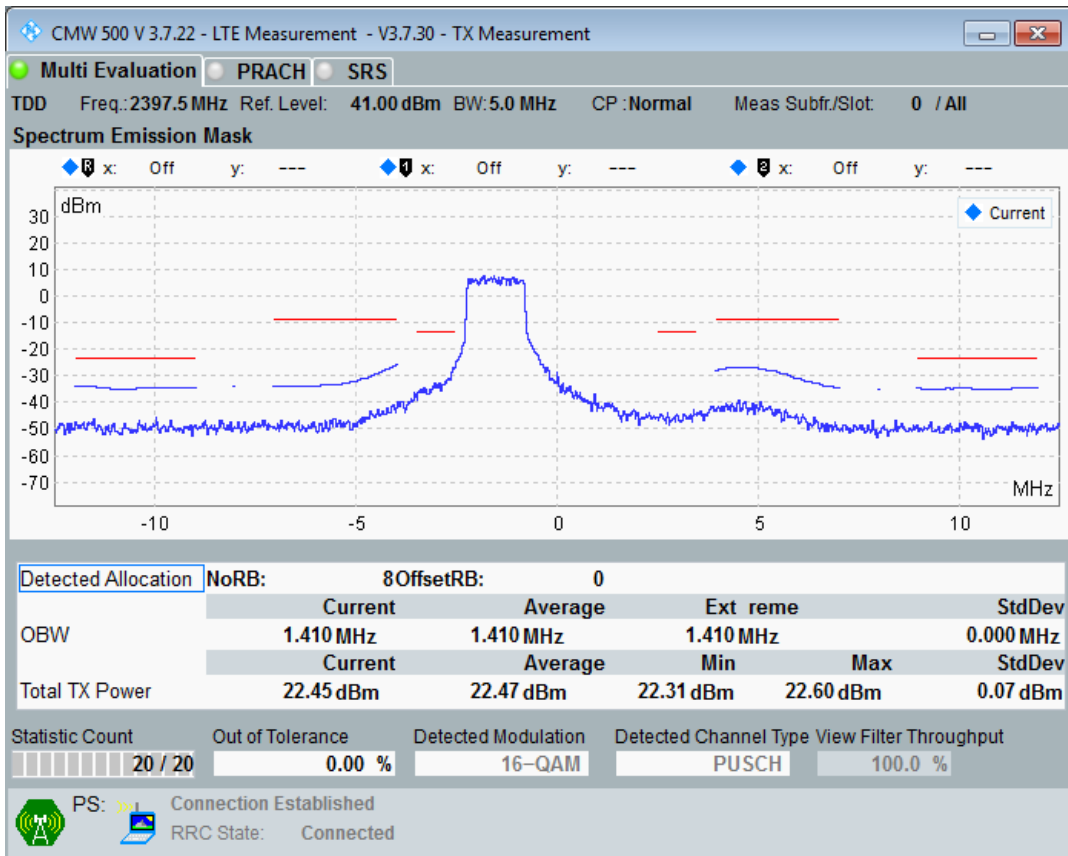 CMW 500 V 3.7.22 - LTE Measurement - V3.7.30 - TX Measurement
Multi Evaluation PRACH SRS
TDD Freq.:2397.5 MHz Ref. Level: 41.00 dBm BW:5.0 MHz CP :Normal Meas Subfr./Slot: 0 / All
Spectrum Emission Mask
R x: Off y: --- 1 x: Off y: --- 2 x: Off y: ---
dBm
Current
30
20
10
0
-10
-20
-30
-40
-50
-60
-70
MHz
-10 -5 0 5 10
Detected Allocation NoRB: 8OffsetRB: 0
Current Average Ext reme StdDev
OBW 1.410 MHz 1.410 MHz 1.410 MHz 0.000 MHz
Current Average Min Max StdDev
Total TX Power 22.45 dBm 22.47 dBm 22.31 dBm 22.60 dBm 0.07 dBm
Statistic Count Out of Tolerance Detected Modulation Detected Channel Type View Filter Throughput
20 / 20 0.00 % 16-QAM PUSCH 100.0 %
PS: Connection Established
RRC State: Connected